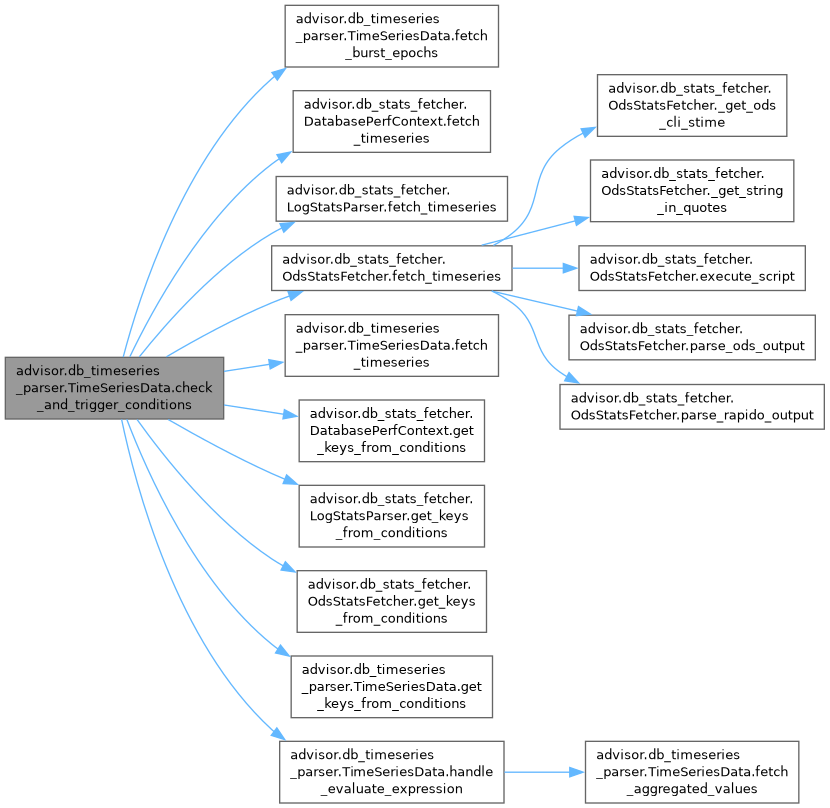 advisor.db_timeseries
_parser.TimeSeriesData.check
_and_trigger_conditions
advisor.db_timeseries
_parser.TimeSeriesData.fetch
_burst_epochs
advisor.db_stats_fetcher.
DatabasePerfContext.fetch
_timeseries
advisor.db_stats_fetcher.
LogStatsParser.fetch_timeseries
advisor.db_stats_fetcher.
OdsStatsFetcher.fetch_timeseries
advisor.db_stats_fetcher.
OdsStatsFetcher._get_ods
_cli_stime
advisor.db_stats_fetcher.
OdsStatsFetcher._get_string
_in_quotes
advisor.db_stats_fetcher.
OdsStatsFetcher.execute_script
advisor.db_stats_fetcher.
OdsStatsFetcher.parse_ods_output
advisor.db_stats_fetcher.
OdsStatsFetcher.parse_rapido_output
advisor.db_timeseries
_parser.TimeSeriesData.fetch
_timeseries
advisor.db_stats_fetcher.
DatabasePerfContext.get
_keys_from_conditions
advisor.db_stats_fetcher.
LogStatsParser.get_keys
_from_conditions
advisor.db_stats_fetcher.
OdsStatsFetcher.get_keys
_from_conditions
advisor.db_timeseries
_parser.TimeSeriesData.get
_keys_from_conditions
advisor.db_timeseries
_parser.TimeSeriesData.handle
_evaluate_expression
advisor.db_timeseries
_parser.TimeSeriesData.fetch
_aggregated_values